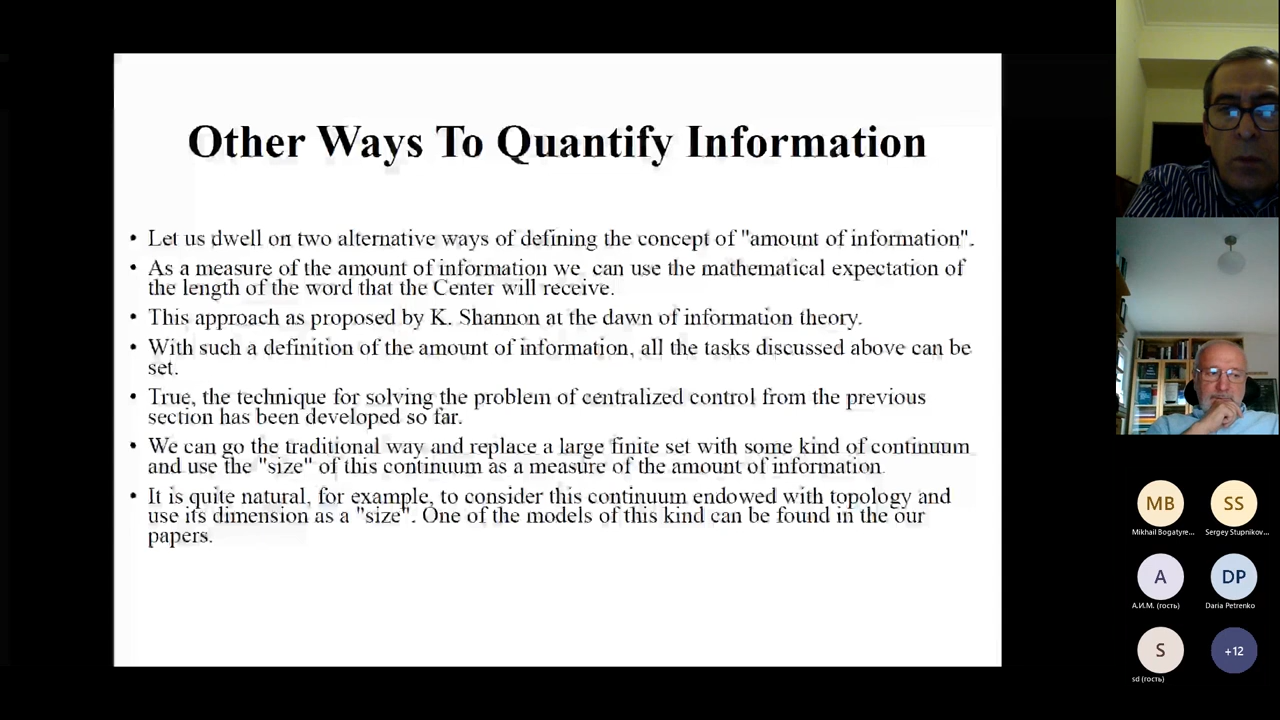 Other Ways To Quantify Information
• Let us dwell on two alternative ways of defining the concept of "amount of information".
• As a measure of the amount of information we can use the mathematical expectation of
the length of the word that the Center will receive.
• This approach as proposed by K. Shannon at the dawn of information theory.
• With such a definition of the amount of information, all the tasks discussed above can be
set.
• True, the technique for solving the problem of centralized control from the previous
section has been developed so far.
• We can go the traditional way and replace a large finite set with some kind of continuum
and use the "size" of this continuum as a measure of the amount of information.
• It is quite natural, for example, to consider this continuum endowed with topology and
use its dimension as a "size". One of the models of this kind can be found in the our
papers.
MB
SS
Mikhail Bogatyre...
Sergey Stupnikov...
A
DP
А.И.М. (гость)
Daria Petrenko
S
+12
sd (гость)